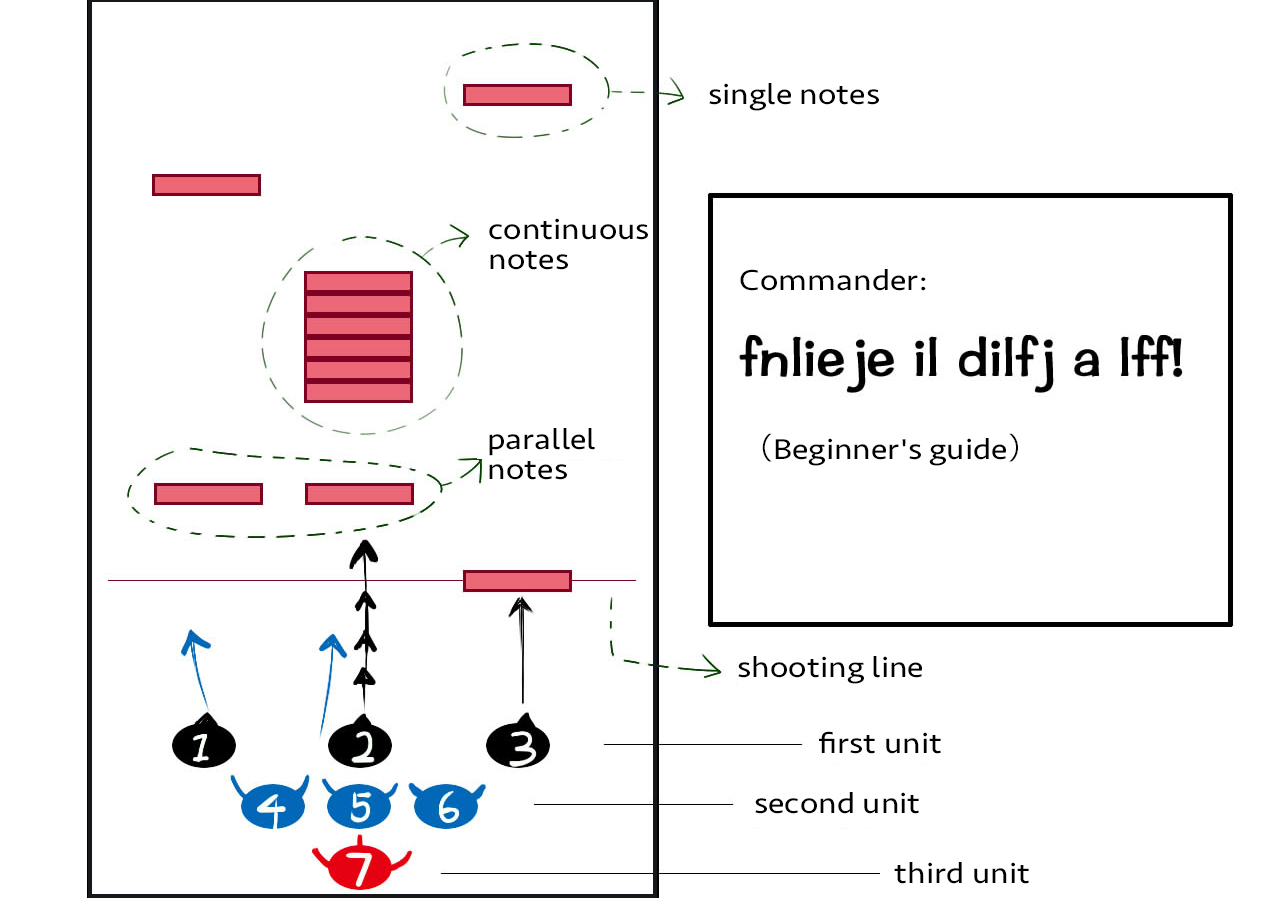 single notes
continuous
notes
Commander:
fnlieje il dilfj a lff!
（Beginner's guide）
parallel
notes
shooting line
1 2 3
first unit
4 5 6
second unit
7
third unit